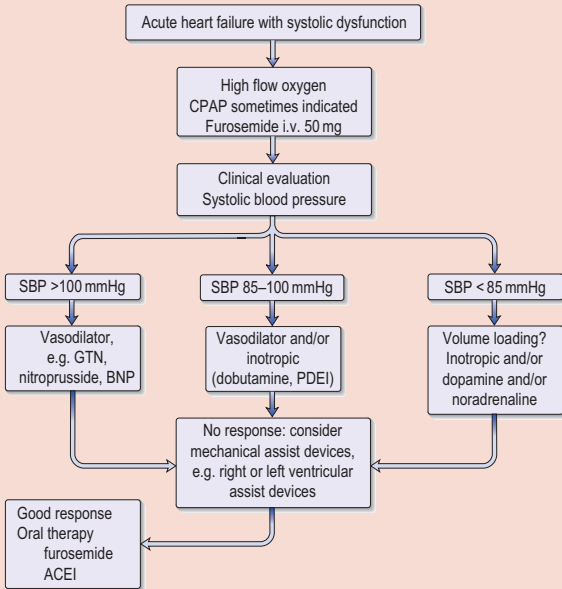 Acute heart failure with systolic dysfunction
High flow oxygen
CPAP sometimes indicated
Furosemide i.v. 50 mg
Clinical evaluation
Systolic blood pressure
SBP >100 mmHg
SBP 85–100 mmHg
SBP < 85 mmHg
Vasodilator,
e.g. GTN,
nitroprusside, BNP
Vasodilator and/or
inotropic
(dobutamine, PDEI)
Volume loading?
Inotropic and/or
dopamine and/or
noradrenaline
No response: consider
mechanical assist devices,
e.g. right or left ventricular
assist devices
Good response
Oral therapy
furosemide
ACEI